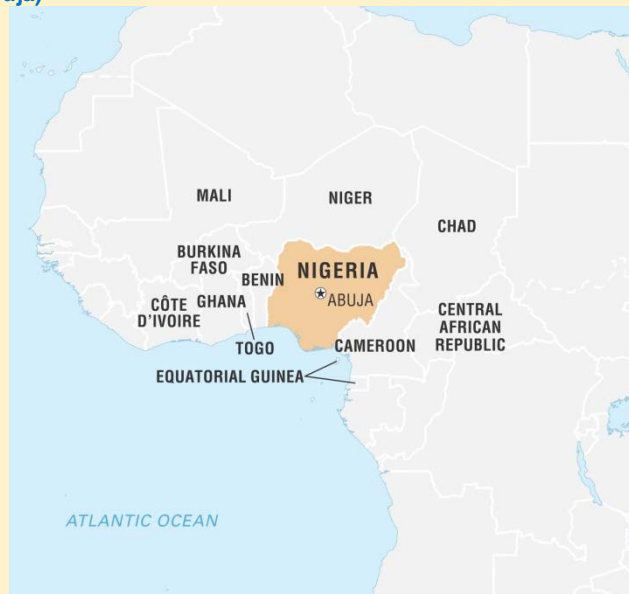 aja)
MALI
NIGER
CHAD
BURKINA
FASO
BENIN
NIGERIA
ABUJA
CÔTE
D'IVOIRE
GHANA
TOGO
CAMEROON
CENTRAL
AFRICAN
REPUBLIC
EQUATORIAL GUINEA
ATLANTIC OCEAN